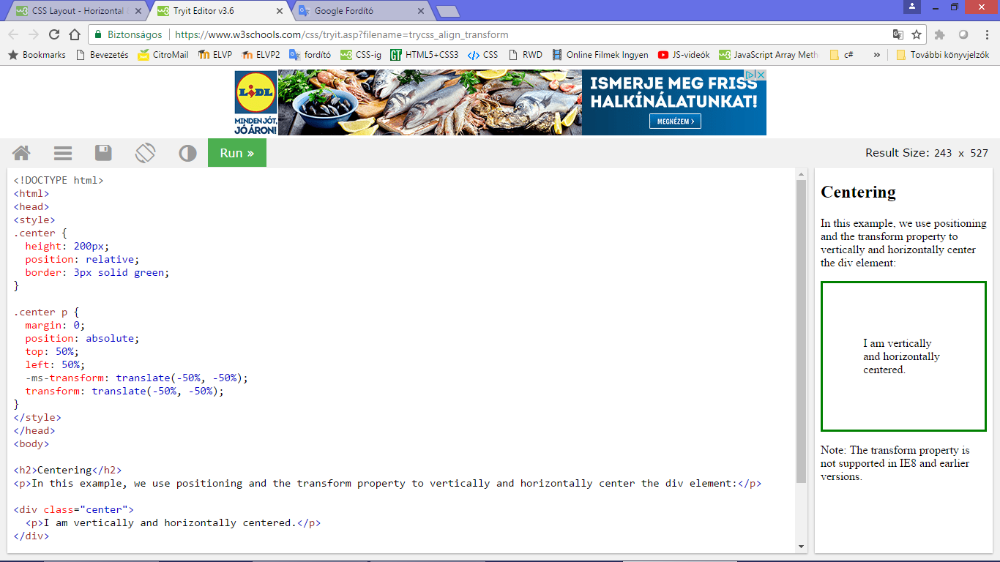 CSS Layout - Horizontal &
Tryit Editor v3.6
Google Fordító
Biztonságos
https://www.w3schools.com/css/tryit.asp?filename=trycss_align_transform
Bookmarks
Bevezetés
CitroMail
ELVP
ELVP2
fordító
CSS-ig
HTML5+CSS3
CSS
RWD
Online Filmek Ingyen
JS-videók
JavaScript Array Meth
c#
»
További könyvjelzők
LIDL
MINDEN JÓT,
JÓ ÁRON!
ISMERJE MEG FRISS
HALKÍNÁLATUNKAT!
MEGNÉZEM >
Run »
Result Size: 243 x 527
<!DOCTYPE html>
<html>
<head>
<style>
.center {
  height: 200px;
  position: relative;
  border: 3px solid green;
}
.center p {
  margin: 0;
  position: absolute;
  top: 50%;
  left: 50%;
  -ms-transform: translate(-50%, -50%);
  transform: translate(-50%, -50%);
}
</style>
</head>
<body>
<h2>Centering</h2>
<p>In this example, we use positioning and the transform property to vertically and horizontally center the div element:</p>
<div class="center">
  <p>I am vertically and horizontally centered.</p>
</div>
Centering
In this example, we use positioning
and the transform property to
vertically and horizontally center
the div element:
I am vertically
and horizontally
centered.
Note: The transform property is
not supported in IE8 and earlier
versions.